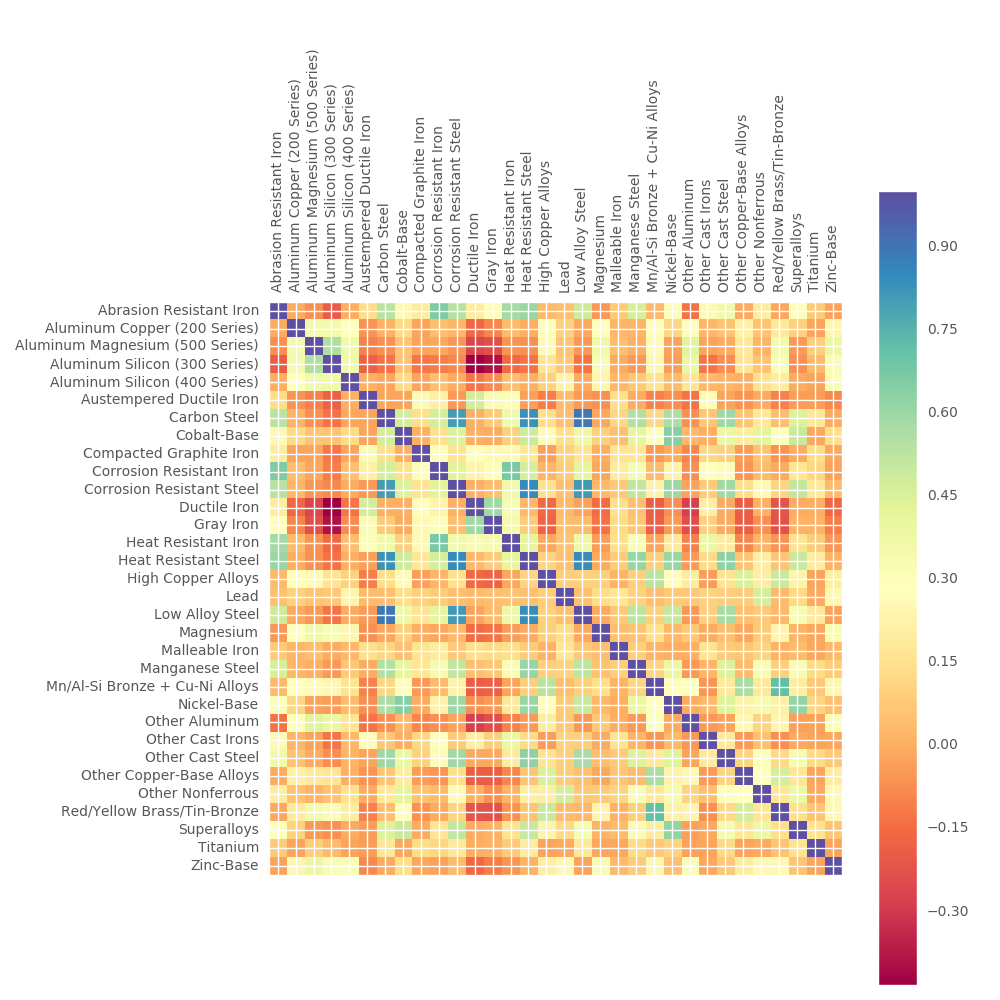 Abrasion Resistant Iron
Aluminum Copper (200 Series)
Aluminum Magnesium (500 Series)
Aluminum Silicon (300 Series)
Aluminum Silicon (400 Series)
Austempered Ductile Iron
Carbon Steel
Cobalt-Base
Compacted Graphite Iron
Corrosion Resistant Iron
Corrosion Resistant Steel
Ductile Iron
Gray Iron
Heat Resistant Iron
Heat Resistant Steel
High Copper Alloys
Lead
Low Alloy Steel
Magnesium
Malleable Iron
Manganese Steel
Mn/Al-Si Bronze + Cu-Ni Alloys
Nickel-Base
Other Aluminum
Other Cast Irons
Other Cast Steel
Other Copper-Base Alloys
Other Nonferrous
Red/Yellow Brass/Tin-Bronze
Superalloys
Titanium
Zinc-Base
Abrasion Resistant Iron
Aluminum Copper (200 Series)
Aluminum Magnesium (500 Series)
Aluminum Silicon (300 Series)
Aluminum Silicon (400 Series)
Austempered Ductile Iron
Carbon Steel
Cobalt-Base
Compacted Graphite Iron
Corrosion Resistant Iron
Corrosion Resistant Steel
Ductile Iron
Gray Iron
Heat Resistant Iron
Heat Resistant Steel
High Copper Alloys
Lead
Low Alloy Steel
Magnesium
Malleable Iron
Manganese Steel
Mn/Al-Si Bronze + Cu-Ni Alloys
Nickel-Base
Other Aluminum
Other Cast Irons
Other Cast Steel
Other Copper-Base Alloys
Other Nonferrous
Red/Yellow Brass/Tin-Bronze
Superalloys
Titanium
Zinc-Base
0.90
0.75
0.60
0.45
0.30
0.15
0.00
−0.15
−0.30